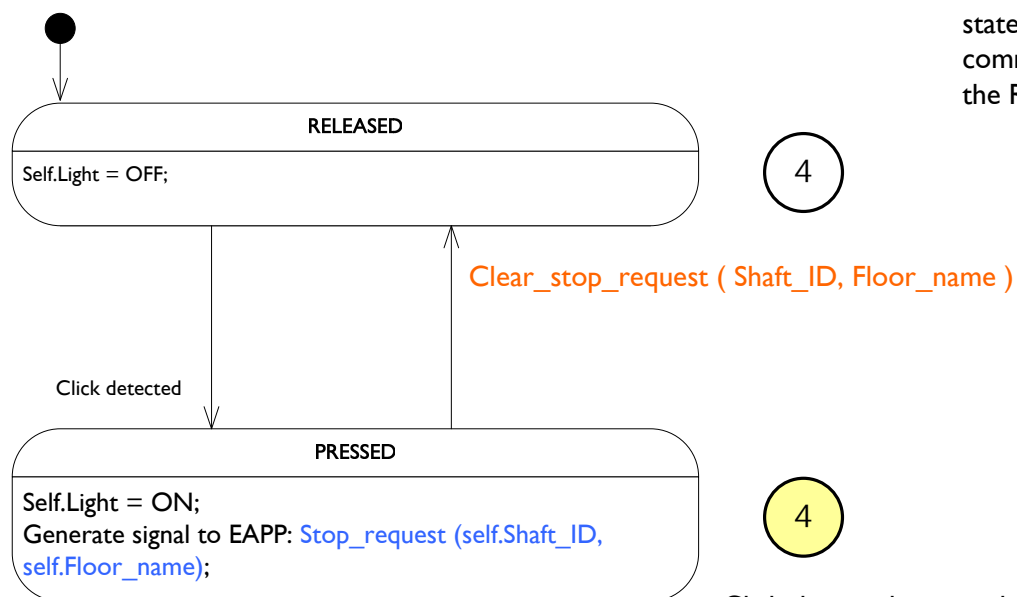 state
the
RELEASED
Self.Light = OFF;
4
Clear_stop_request ( Shaft_ID, Floor_name )
Click detected
PRESSED
Self.Light = ON;
Generate signal to EAPP: Stop_request (self.Shaft_ID,
self.Floor_name);
4